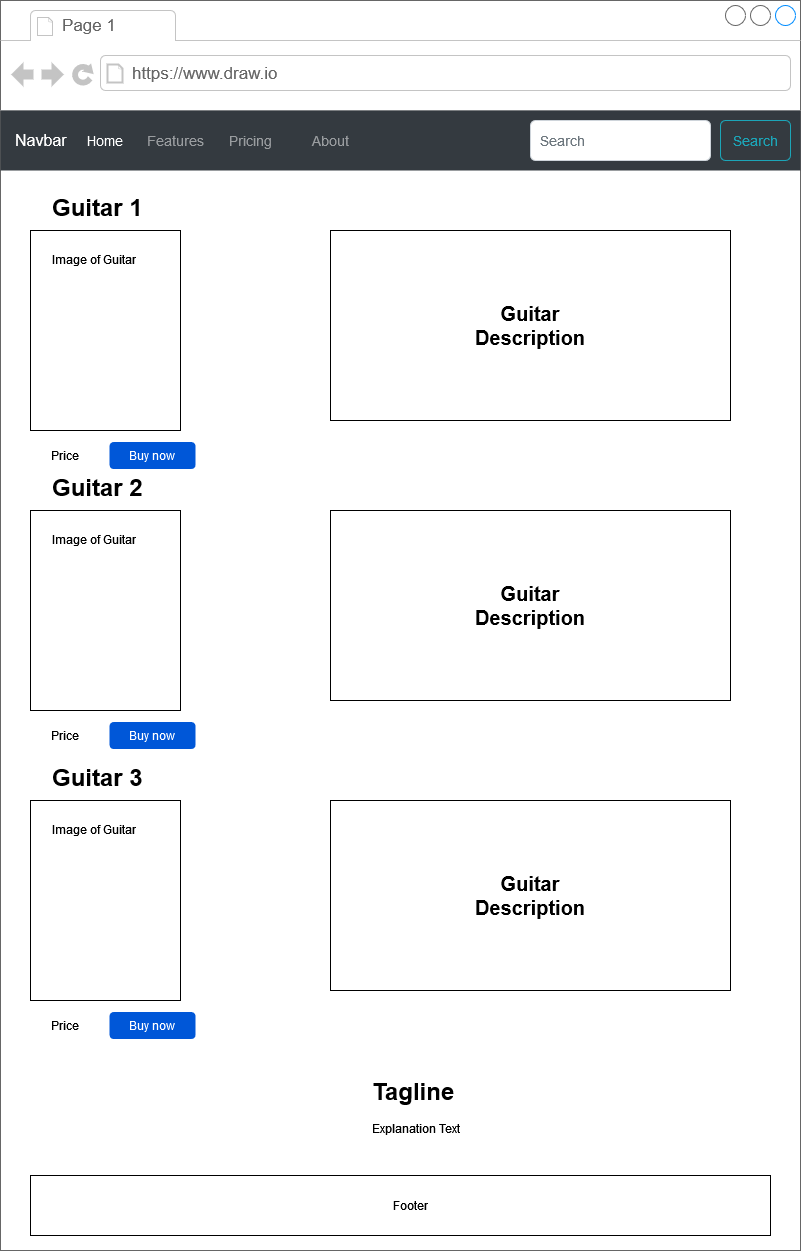 Page 1
https://www.draw.io
Navbar Home Features Pricing About Search Search
Guitar 1
Image of Guitar
Guitar
Description
Price Buy now
Guitar 2
Image of Guitar
Guitar
Description
Price Buy now
Guitar 3
Image of Guitar
Guitar
Description
Price Buy now
Tagline
Explanation Text
Footer